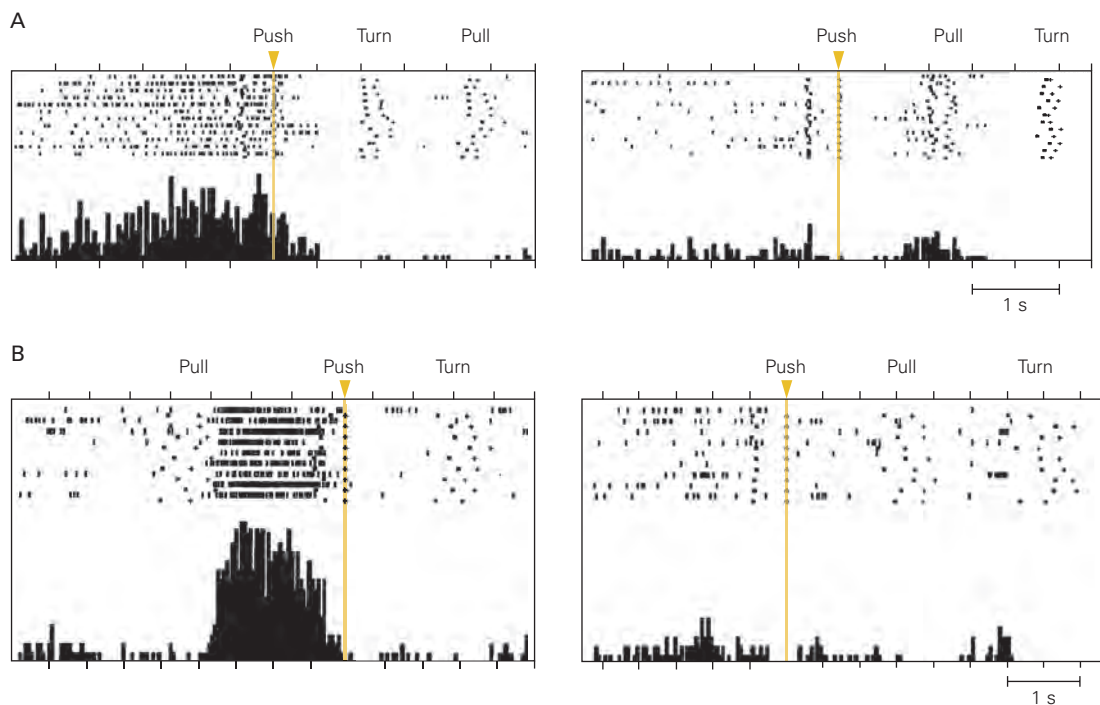 A
Push Turn Pull
Push Pull Turn
1 s
B
Pull Push Turn
Push Pull Turn
1 s